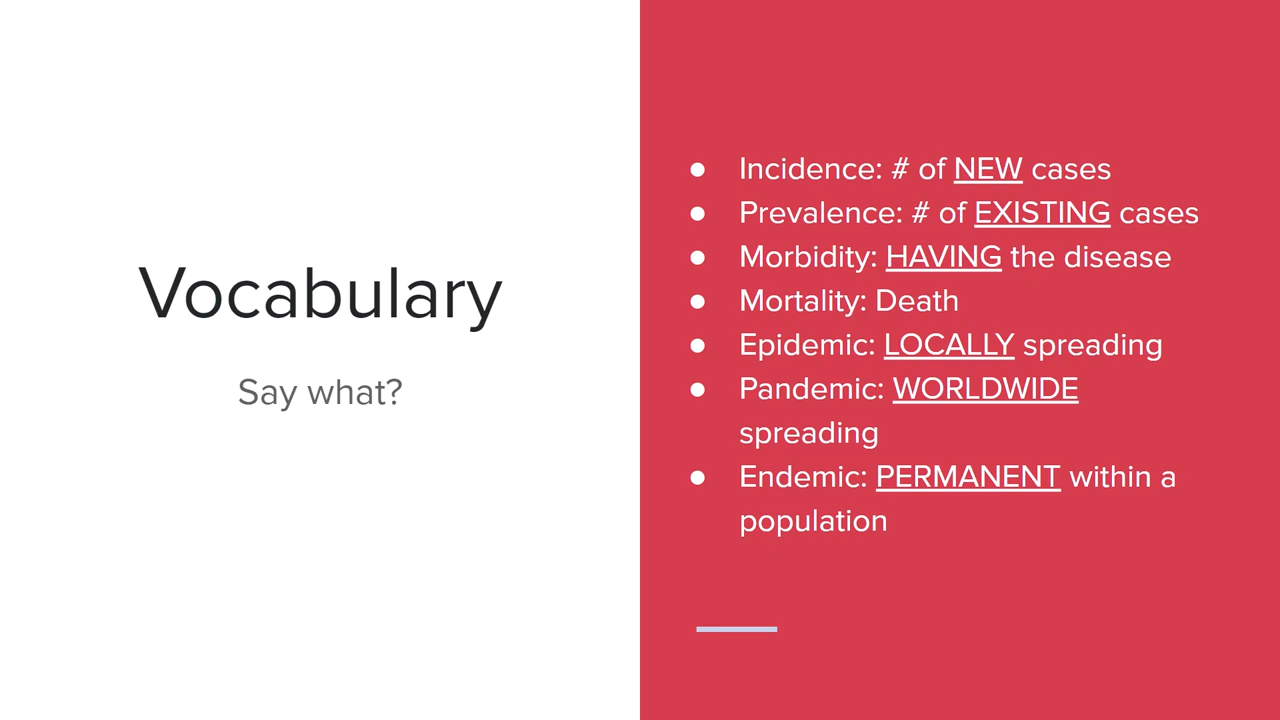 Vocabulary
Say what?
● Incidence: # of NEW cases
● Prevalence: # of EXISTING cases
● Morbidity: HAVING the disease
● Mortality: Death
● Epidemic: LOCALLY spreading
● Pandemic: WORLDWIDE
spreading
● Endemic: PERMANENT within a
population